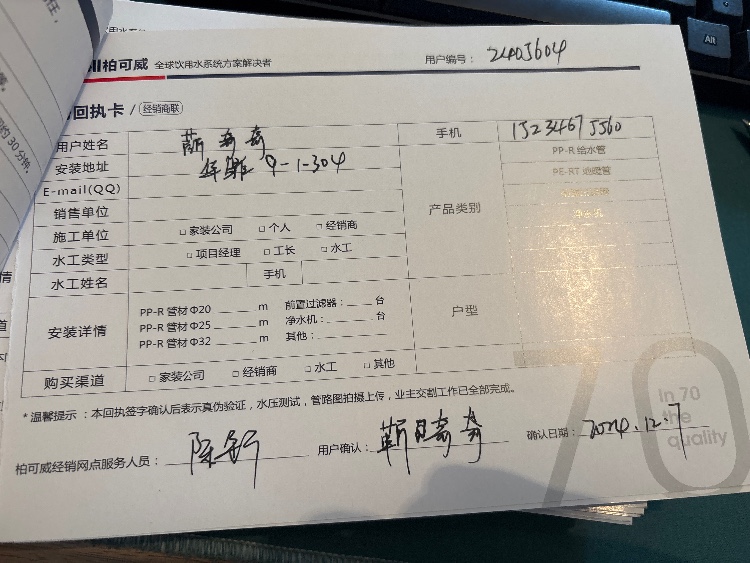 柏可威 全球饮用水系统方案解决者 用户编号： 2405604
回执卡 / 经销商联
用户姓名 手机 15234675560
安装地址 9-1-304 PP-R 给水管
E-mail(QQ) PE-RT 地暖管
销售单位 产品类别
净水机
施工单位 □ 家装公司 □ 个人 □ 经销商
水工类型 □ 项目经理 □ 工长 □ 水工
水工姓名 手机
安装详情 户型
PP-R 管材 Φ20 m 前置过滤器： 台
PP-R 管材 Φ25 m 净水机： 台
PP-R 管材 Φ32 m 其他：
购买渠道 □ 家装公司 □ 经销商 □ 水工 □ 其他
*温馨提示：本回执签字确认后表示真伪验证，水压测试，管路图拍摄上传，业主交割工作已全部完成。
柏可威经销网点服务人员： 用户确认： 确认日期： 2024.12.7
70
In 70
the
quality
Alt